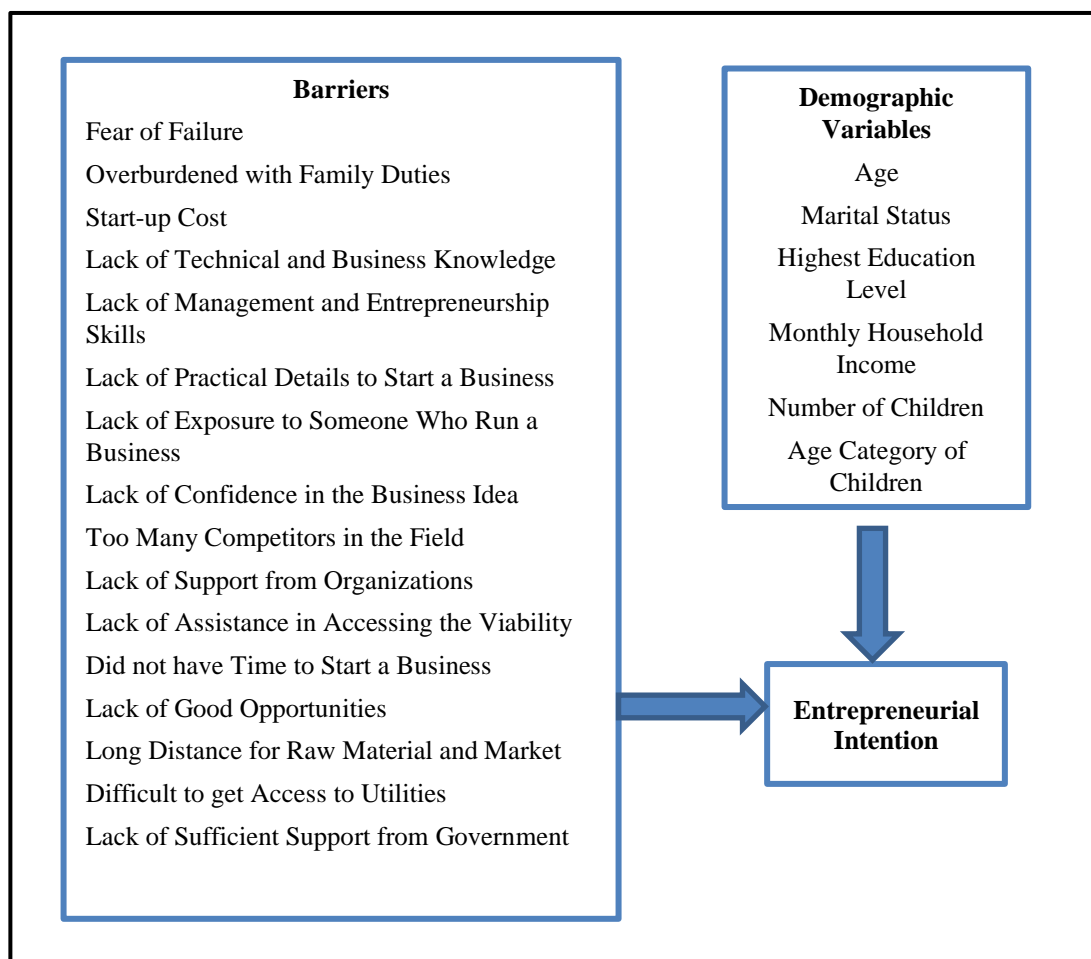 Barriers
Fear of Failure
Overburdened with Family Duties
Start-up Cost
Lack of Technical and Business Knowledge
Lack of Management and Entrepreneurship
Skills
Lack of Practical Details to Start a Business
Lack of Exposure to Someone Who Run a
Business
Lack of Confidence in the Business Idea
Too Many Competitors in the Field
Lack of Support from Organizations
Lack of Assistance in Accessing the Viability
Did not have Time to Start a Business
Lack of Good Opportunities
Long Distance for Raw Material and Market
Difficult to get Access to Utilities
Lack of Sufficient Support from Government
Demographic
Variables
Age
Marital Status
Highest Education
Level
Monthly Household
Income
Number of Children
Age Category of
Children
Entrepreneurial
Intention